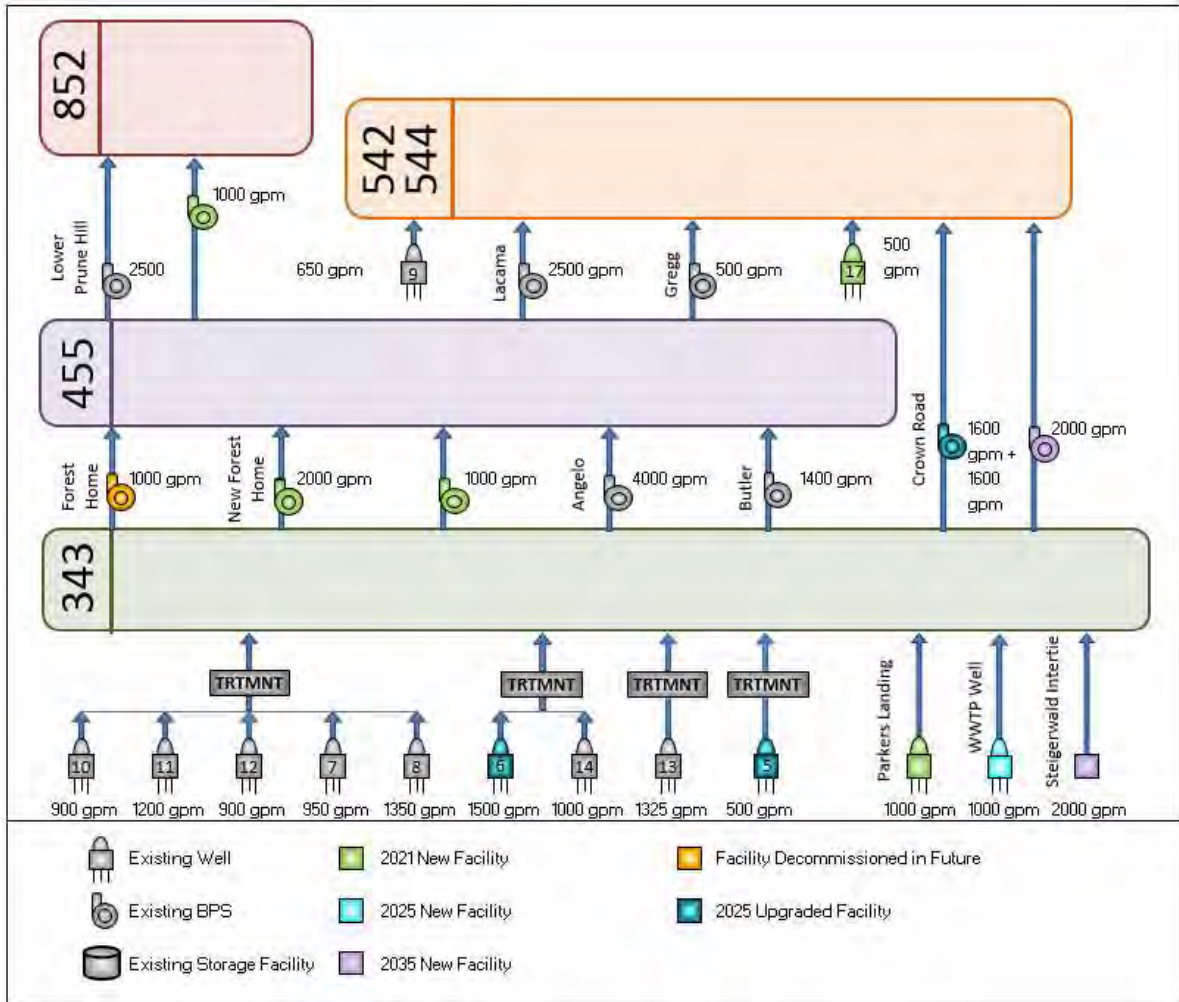 852
542
544
1000 gpm
Lower
Prune Hill
2500
650 gpm
9
Lacama
2500 gpm
Gregg
500 gpm
17
500
gpm
455
Crown Road
1600
gpm +
1600
gpm
2000 gpm
Forest
Home
1000 gpm
New Forest
Home
2000 gpm
1000 gpm
Angelo
4000 gpm
Butler
1400 gpm
343
TRTMNT
TRTMNT
TRTMNT
TRTMNT
Parkers Landing
WWTP Well
Steigerwald Intertie
10
11
12
7
8
6
14
13
5
900 gpm
1200 gpm
900 gpm
950 gpm
1350 gpm
1500 gpm
1000 gpm
1325 gpm
500 gpm
1000 gpm
1000 gpm
2000 gpm
Existing Well
2021 New Facility
Facility Decommissioned in Future
Existing BPS
2025 New Facility
2025 Upgraded Facility
Existing Storage Facility
2035 New Facility